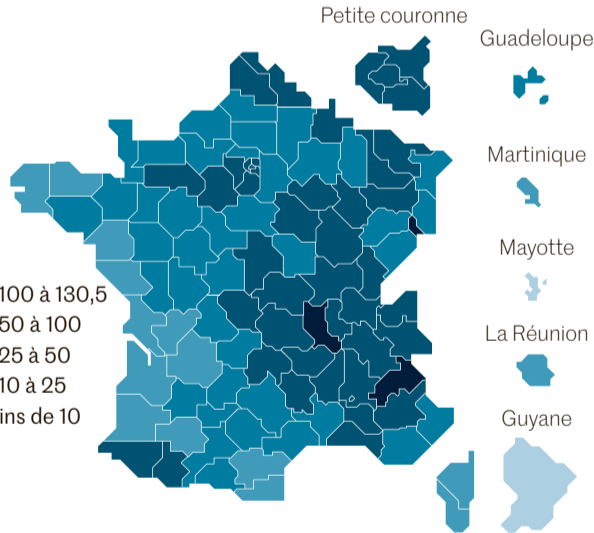 Petite couronne
Guadeloupe
Martinique
Mayotte
100 à 130,5
50 à 100
25 à 50
10 à 25
ins de 10
La Réunion
Guyane